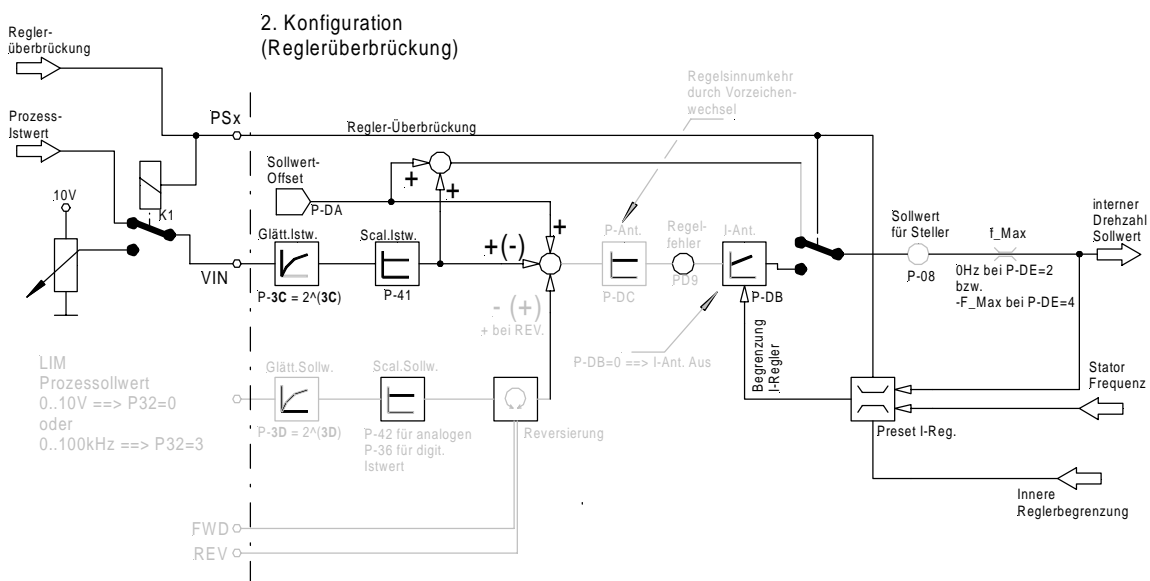 2. Konfiguration
(Reglerüberbrückung)
Regler-
überbrückung
Prozess-
Istwert
PSx
Regler-Überbrückung
Regelsinnumkehr
durch Vorzeichen-
wechsel
10V
K1
VIN
Sollwert-
Offset
P-DA
+
+
+
+(-)
Glätt.Istw.
P-3C = 2^(3C)
Scal.Istw.
P-41
- (+)
+ bei REV.
P-Ant.
P-DC
Regel-
fehler
PD9
I-Ant.
P-DB
P-DB=0 ==> I-Ant. Aus
Begrenzung
I-Regler
Sollwert
für Steller
P-08
f_Max
0Hz bei P-DE=2
bzw.
-F_Max bei P-DE=4
interner
Drehzahl
Sollwert
Stator
Frequenz
Preset I-Reg.
Innere
Reglerbegrenzung
LIM
Prozessollwert
0..10V ==> P32=0
oder
0..100kHz ==> P32=3
Glätt.Sollw.
P-3D = 2^(3D)
Scal.Sollw.
P-42 für analogen
P-36 für digit.
Istwert
Reversierung
FWD
REV